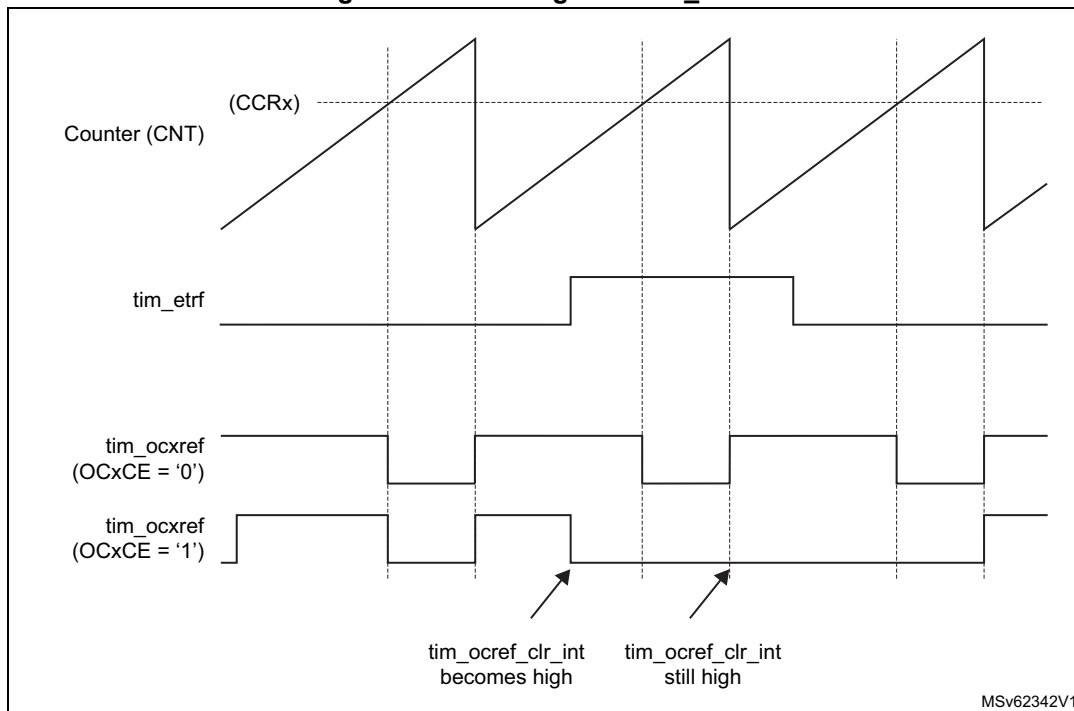 (CCRx)
Counter (CNT)
tim_etrf
tim_ocxref
(OCxCE = ‘0’)
tim_ocxref
(OCxCE = ‘1’)
tim_ocref_clr_int
becomes high
tim_ocref_clr_int
still high
MSv62342V1